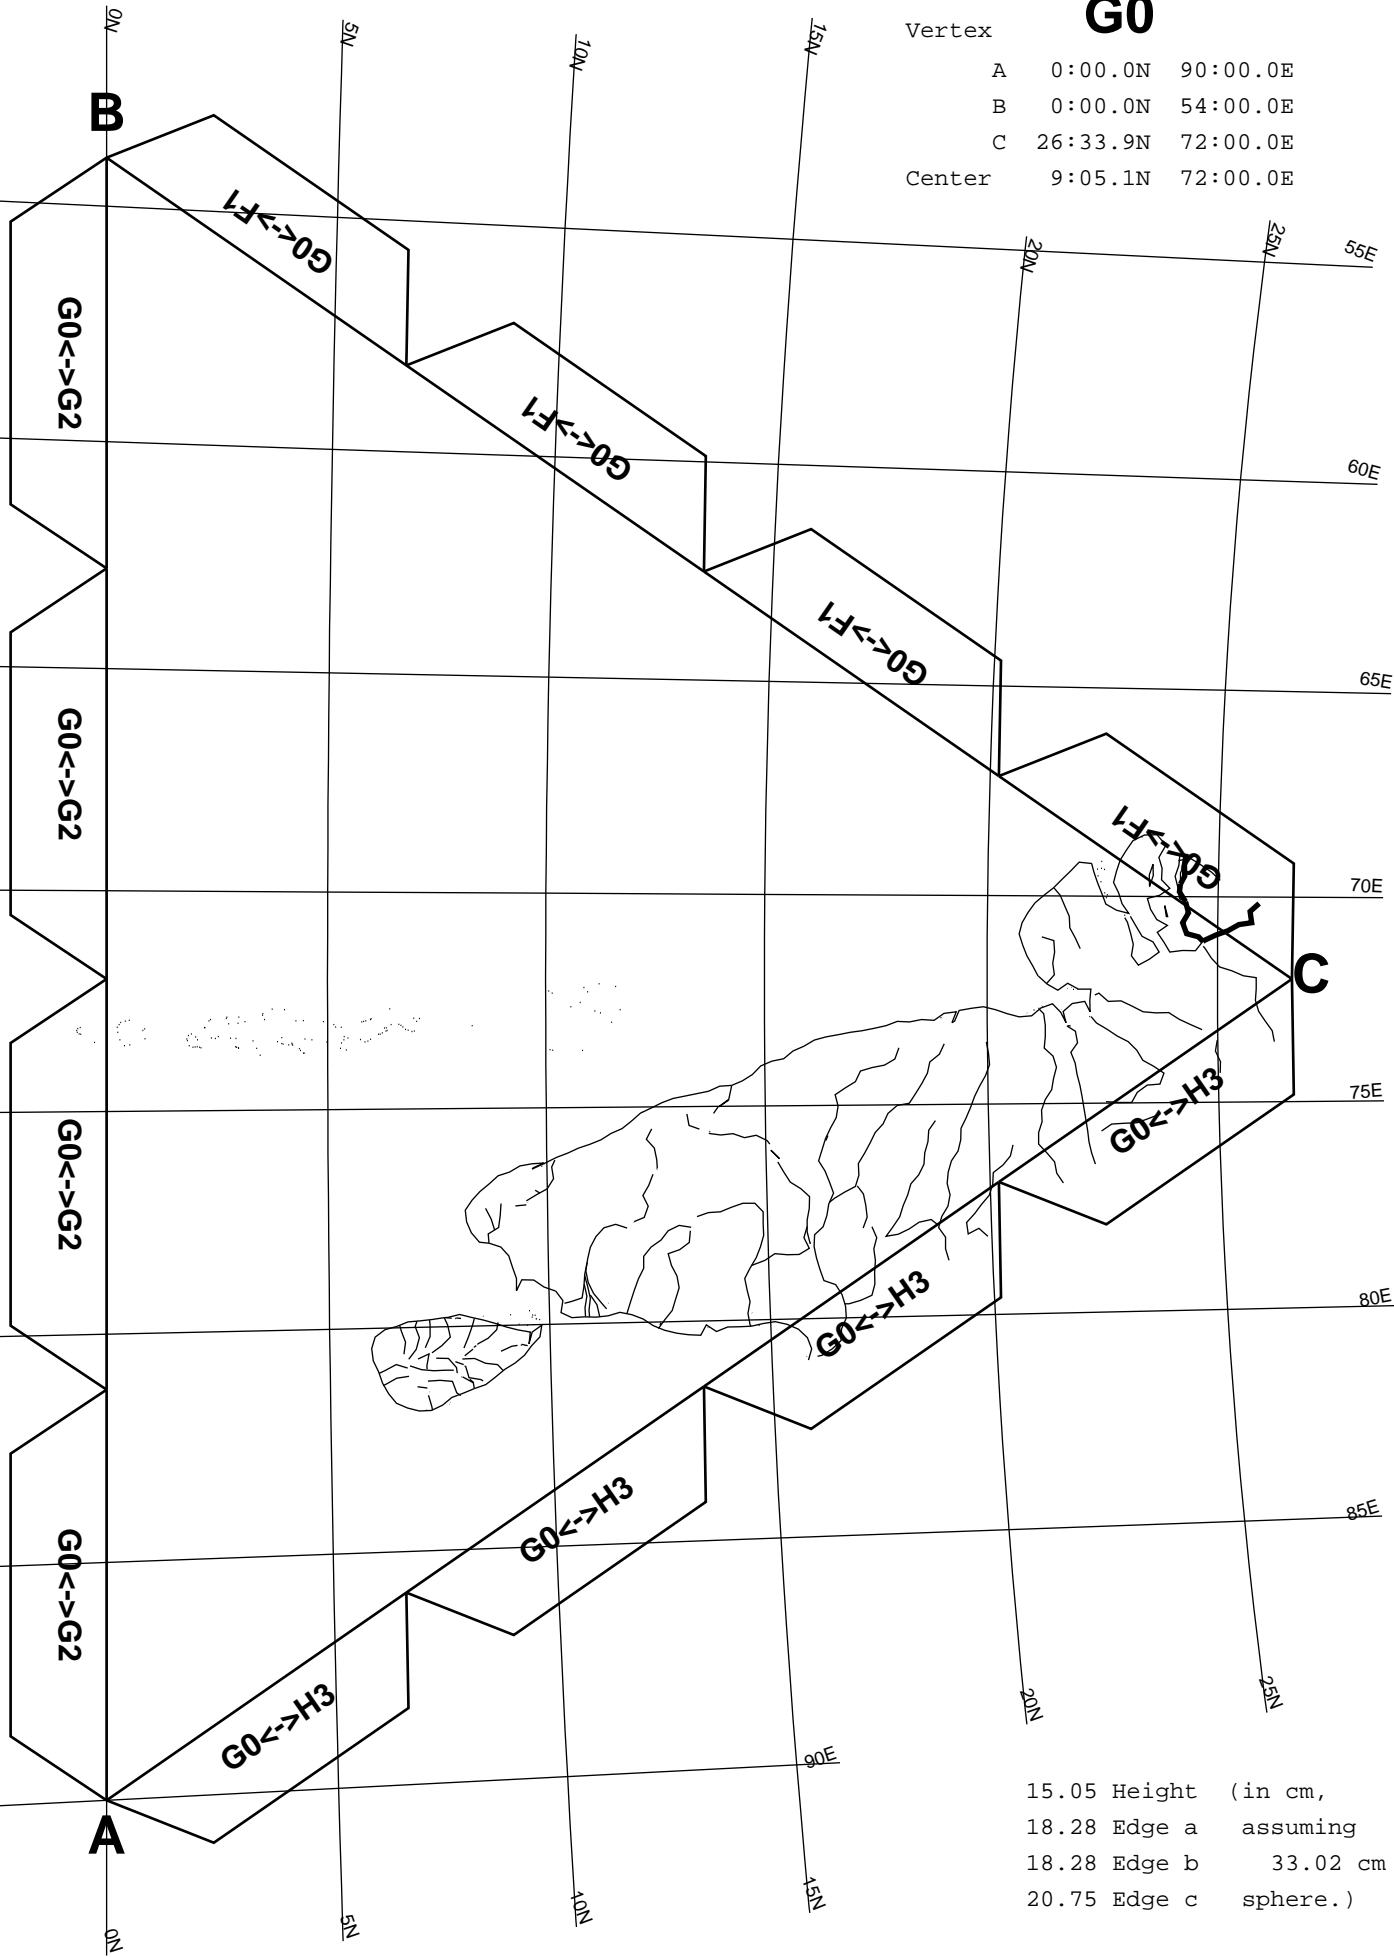 G0
Vertex
A 0:00.0N 90:00.0E
B 0:00.0N 54:00.0E
C 26:33.9N 72:00.0E
Center 9:05.1N 72:00.0E
0N
5N
10N
15N
20N
25N
B
55E
60E
65E
70E
75E
80E
85E
90E
G0<->F1
G0<->F1
G0<->F1
G0<->F1
G0<->G2
G0<->G2
G0<->G2
G0<->G2
C
G0<->H3
G0<->H3
G0<->H3
G0<->H3
A
0N
5N
10N
15N
20N
25N
15.05 Height (in cm,
18.28 Edge a assuming
18.28 Edge b 33.02 cm
20.75 Edge c sphere.)